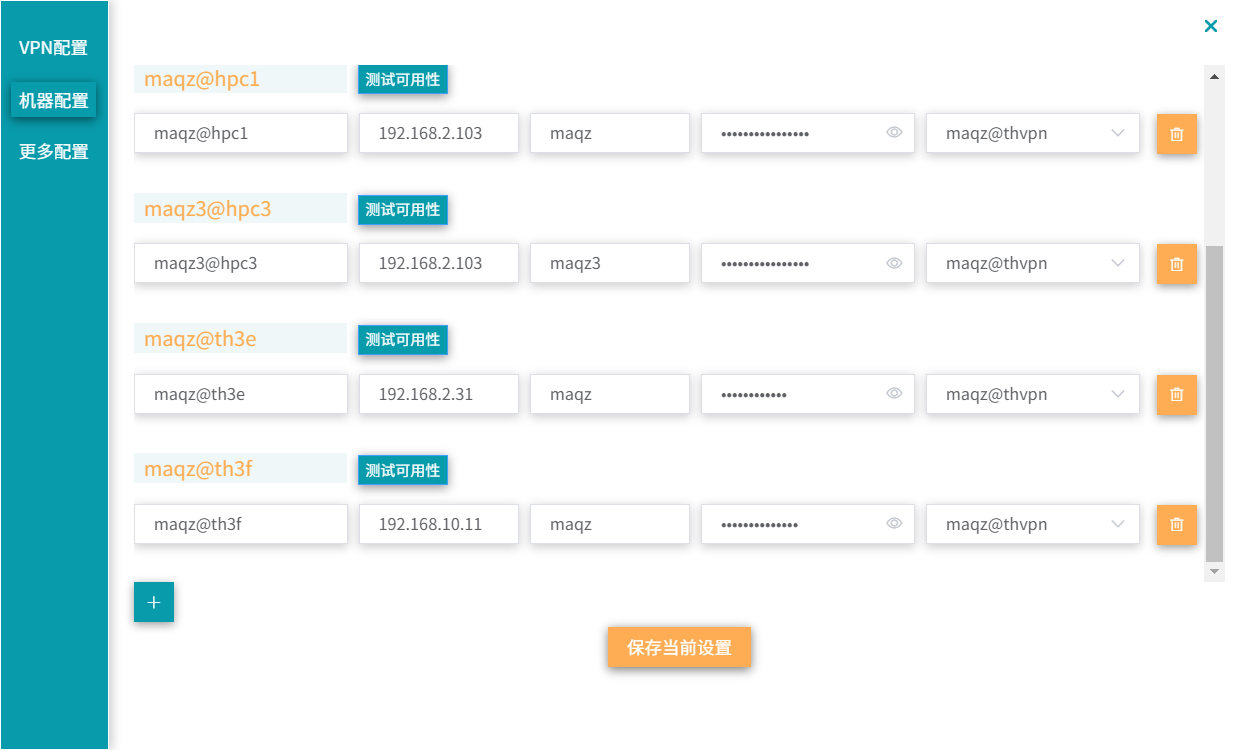 VPN配置
机器配置
更多配置
maqz@hpc1 测试可用性
maqz@hpc1 192.168.2.103 maqz •••••••••••••••• maqz@thvpn
maqz3@hpc3 测试可用性
maqz3@hpc3 192.168.2.103 maqz3 •••••••••••••••• maqz@thvpn
maqz@th3e 测试可用性
maqz@th3e 192.168.2.31 maqz •••••••••••• maqz@thvpn
maqz@th3f 测试可用性
maqz@th3f 192.168.10.11 maqz •••••••••••••• maqz@thvpn
保存当前设置